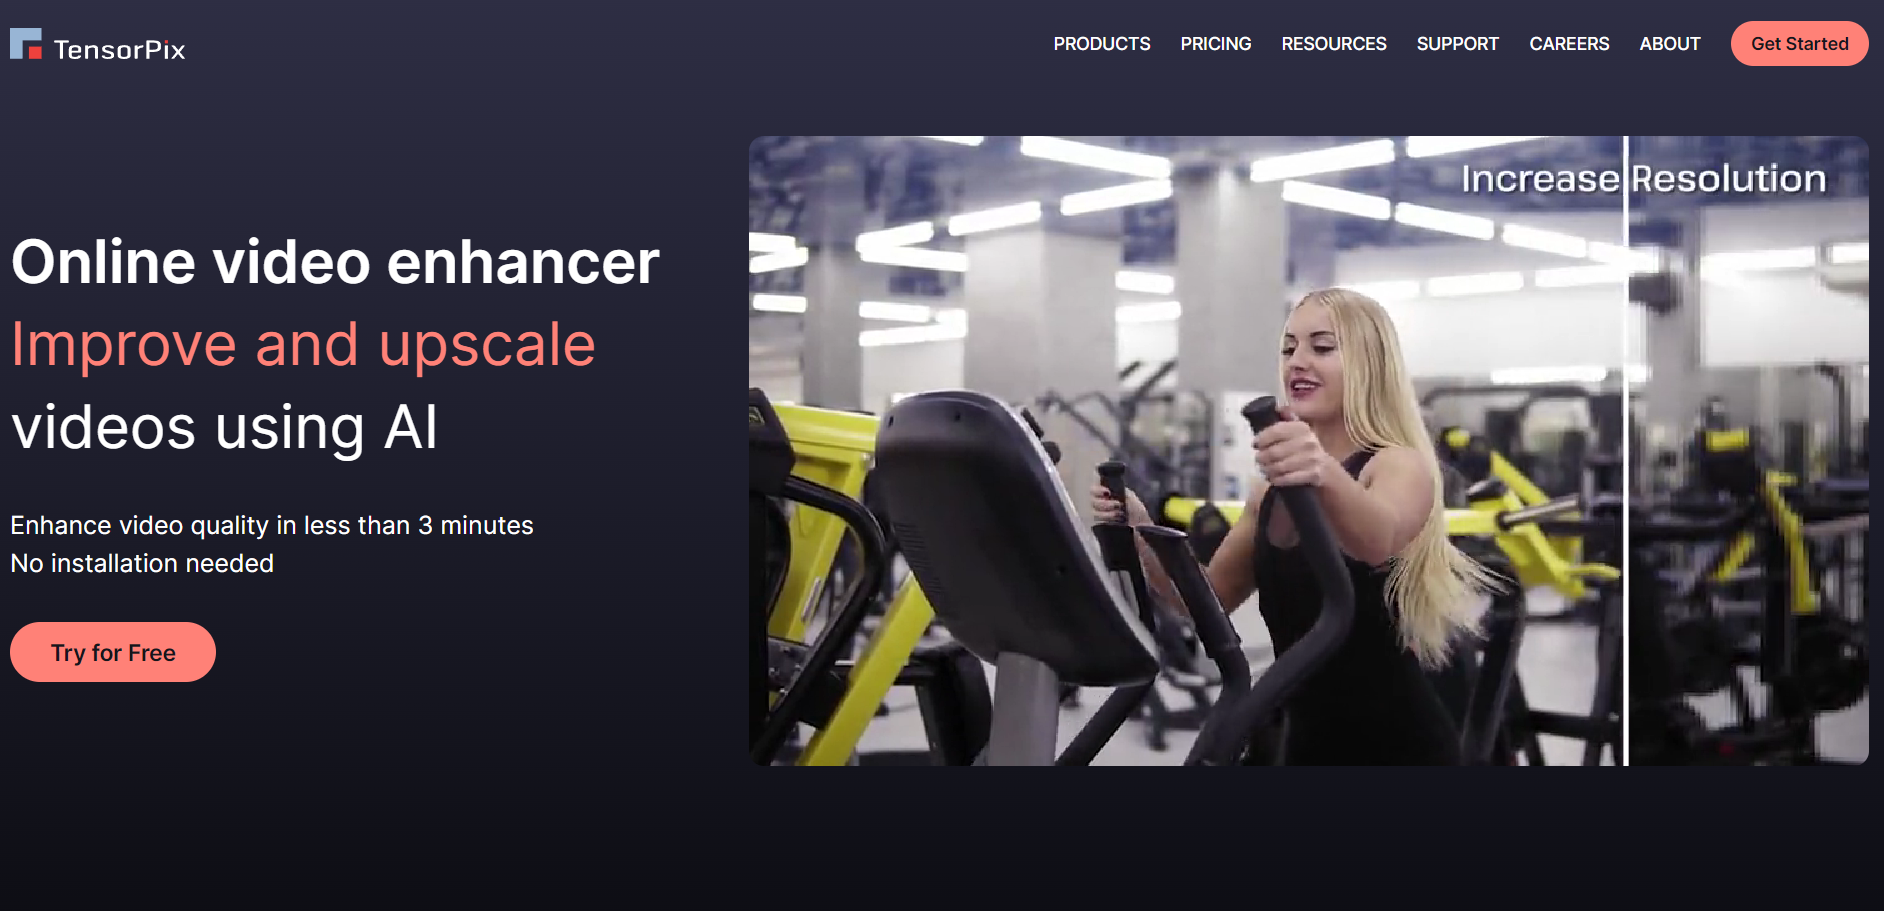 TensorPix
PRODUCTS
PRICING
RESOURCES
SUPPORT
CAREERS
ABOUT
Get Started
Online video enhancer
Improve and upscale
videos using AI
Enhance video quality in less than 3 minutes
No installation needed
Try for Free
Increase Resolution